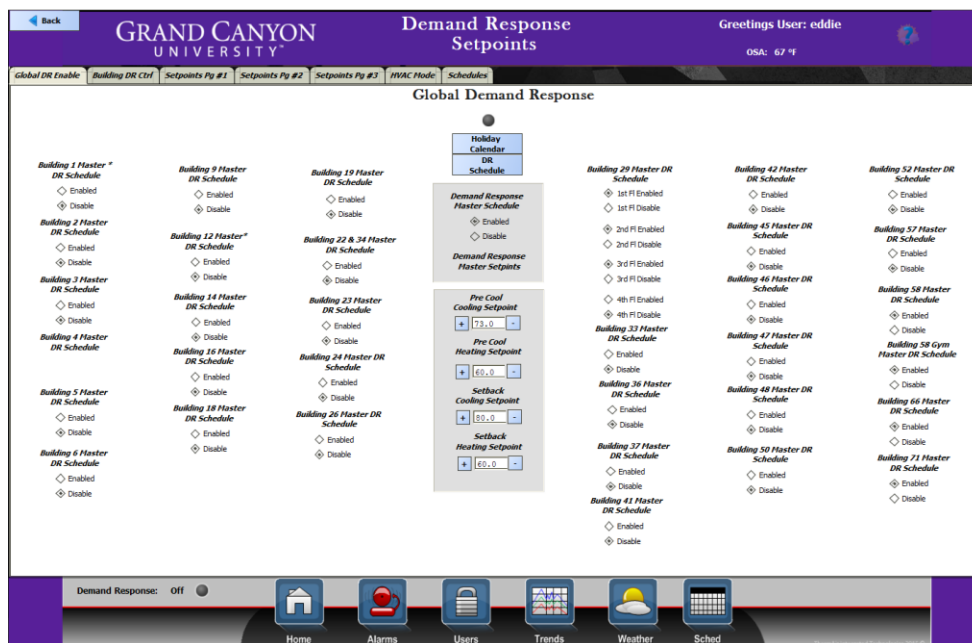 Back
GRAND CANYON
UNIVERSITY™
Demand Response
Setpoints
Greetings User: eddie
OSA: 67 ºF
?
Global DR Enable
Building DR Ctrl
Setpoints Pg #1
Setpoints Pg #2
Setpoints Pg #3
HVAC Mode
Schedules
Global Demand Response
Building 1 Master *
DR Schedule
Enabled
Disable
Building 2 Master
DR Schedule
Enabled
Disable
Building 3 Master
DR Schedule
Enabled
Disable
Building 4 Master
DR Schedule
Building 5 Master
DR Schedule
Enabled
Disable
Building 6 Master
DR Schedule
Enabled
Disable
Building 9 Master
DR Schedule
Enabled
Disable
Building 12 Master*
DR Schedule
Enabled
Disable
Building 14 Master
DR Schedule
Enabled
Disable
Building 16 Master
DR Schedule
Enabled
Disable
Building 18 Master
DR Schedule
Enabled
Disable
Building 19 Master
DR Schedule
Enabled
Disable
Building 22 & 34 Master
DR Schedule
Enabled
Disable
Building 23 Master
DR Schedule
Enabled
Disable
Building 24 Master DR
Schedule
Enabled
Disable
Building 26 Master DR
Schedule
Enabled
Disable
Holiday
Calendar
DR
Schedule
Demand Response
Master Schedule
Enabled
Disable
Demand Response
Master Setpints
Pre Cool
Cooling Setpoint
+ 73.0 -
Pre Cool
Heating Setpoint
+ 60.0 -
Setback
Cooling Setpoint
+ 80.0 -
Setback
Heating Setpoint
+ 60.0 -
Building 29 Master DR
Schedule
1st Fl Enabled
1st Fl Disable
2nd Fl Enabled
2nd Fl Disable
3rd Fl Enabled
3rd Fl Disable
4th Fl Enabled
4th Fl Disable
Building 33 Master
DR Schedule
Enabled
Disable
Building 36 Master
DR Schedule
Enabled
Disable
Building 37 Master
DR Schedule
Enabled
Disable
Building 41 Master
DR Schedule
Enabled
Disable
Building 42 Master
DR Schedule
Enabled
Disable
Building 45 Master DR
Schedule
Enabled
Disable
Building 46 Master DR
Schedule
Enabled
Disable
Building 47 Master DR
Schedule
Enabled
Disable
Building 48 Master DR
Schedule
Enabled
Disable
Building 50 Master DR
Schedule
Enabled
Disable
Building 52 Master DR
Schedule
Enabled
Disable
Building 57 Master
DR Schedule
Enabled
Disable
Building 58 Master
DR Schedule
Enabled
Disable
Building 58 Gym
Master DR Schedule
Enabled
Disable
Building 66 Master
DR Schedule
Enabled
Disable
Building 71 Master
DR Schedule
Enabled
Disable
Demand Response: Off
Home
Alarms
Users
Trends
Weather
Sched